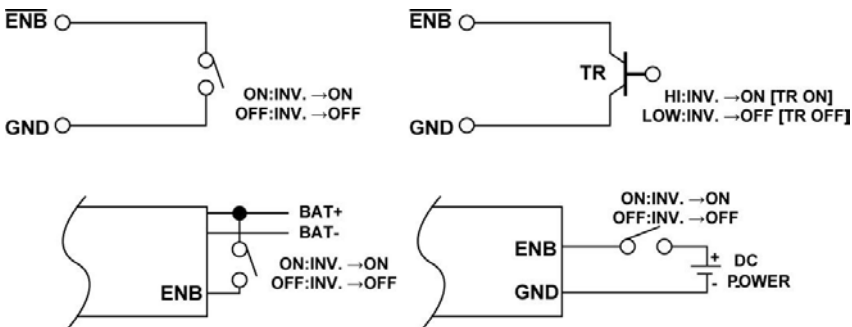 ENB
GND
ON:INV. →ON
OFF:INV. →OFF
ENB
TR
GND
HI:INV. →ON [TR ON]
LOW:INV. →OFF [TR OFF]
BAT+
BAT-
ENB
ON:INV. →ON
OFF:INV. →OFF
ON:INV. →ON
OFF:INV. →OFF
ENB
GND
+
-
DC
POWER